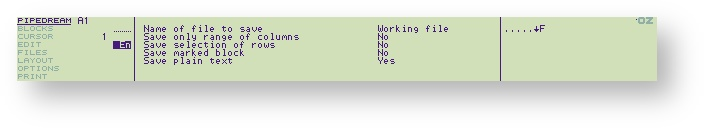 PIPEDREAM A1
BLOCKS
CURSOR 1
EDIT En
FILES
LAYOUT
OPTIONS
PRINT
Name of file to save Working file
Save only range of columns No
Save selection of rows No
Save marked block No
Save plain text Yes
.....↓F
OZ